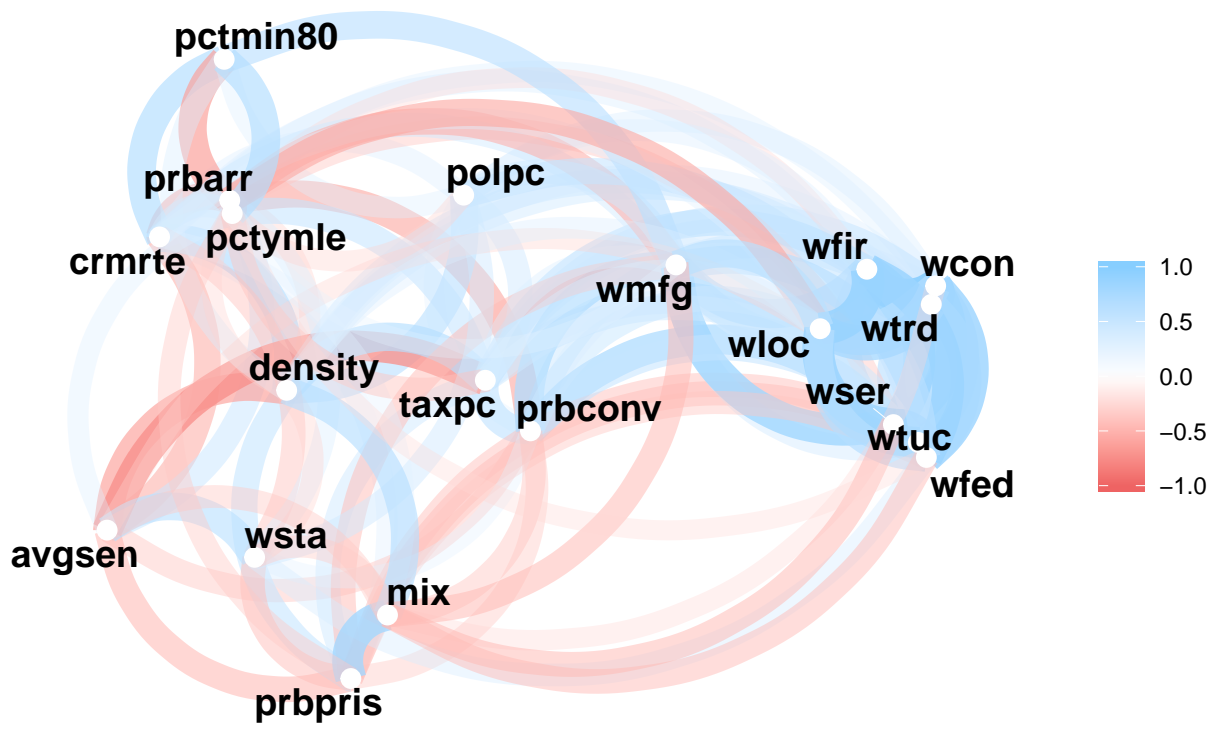 pctmin80
prbarr
polpc
pctymle
crmrte
wfir
wcon
wmfg
wtrd
wloc
density
wser
taxpc
prbconv
wtuc
wfed
wsta
avgsen
mix
prbpris
1.0
0.5
0.0
−0.5
−1.0